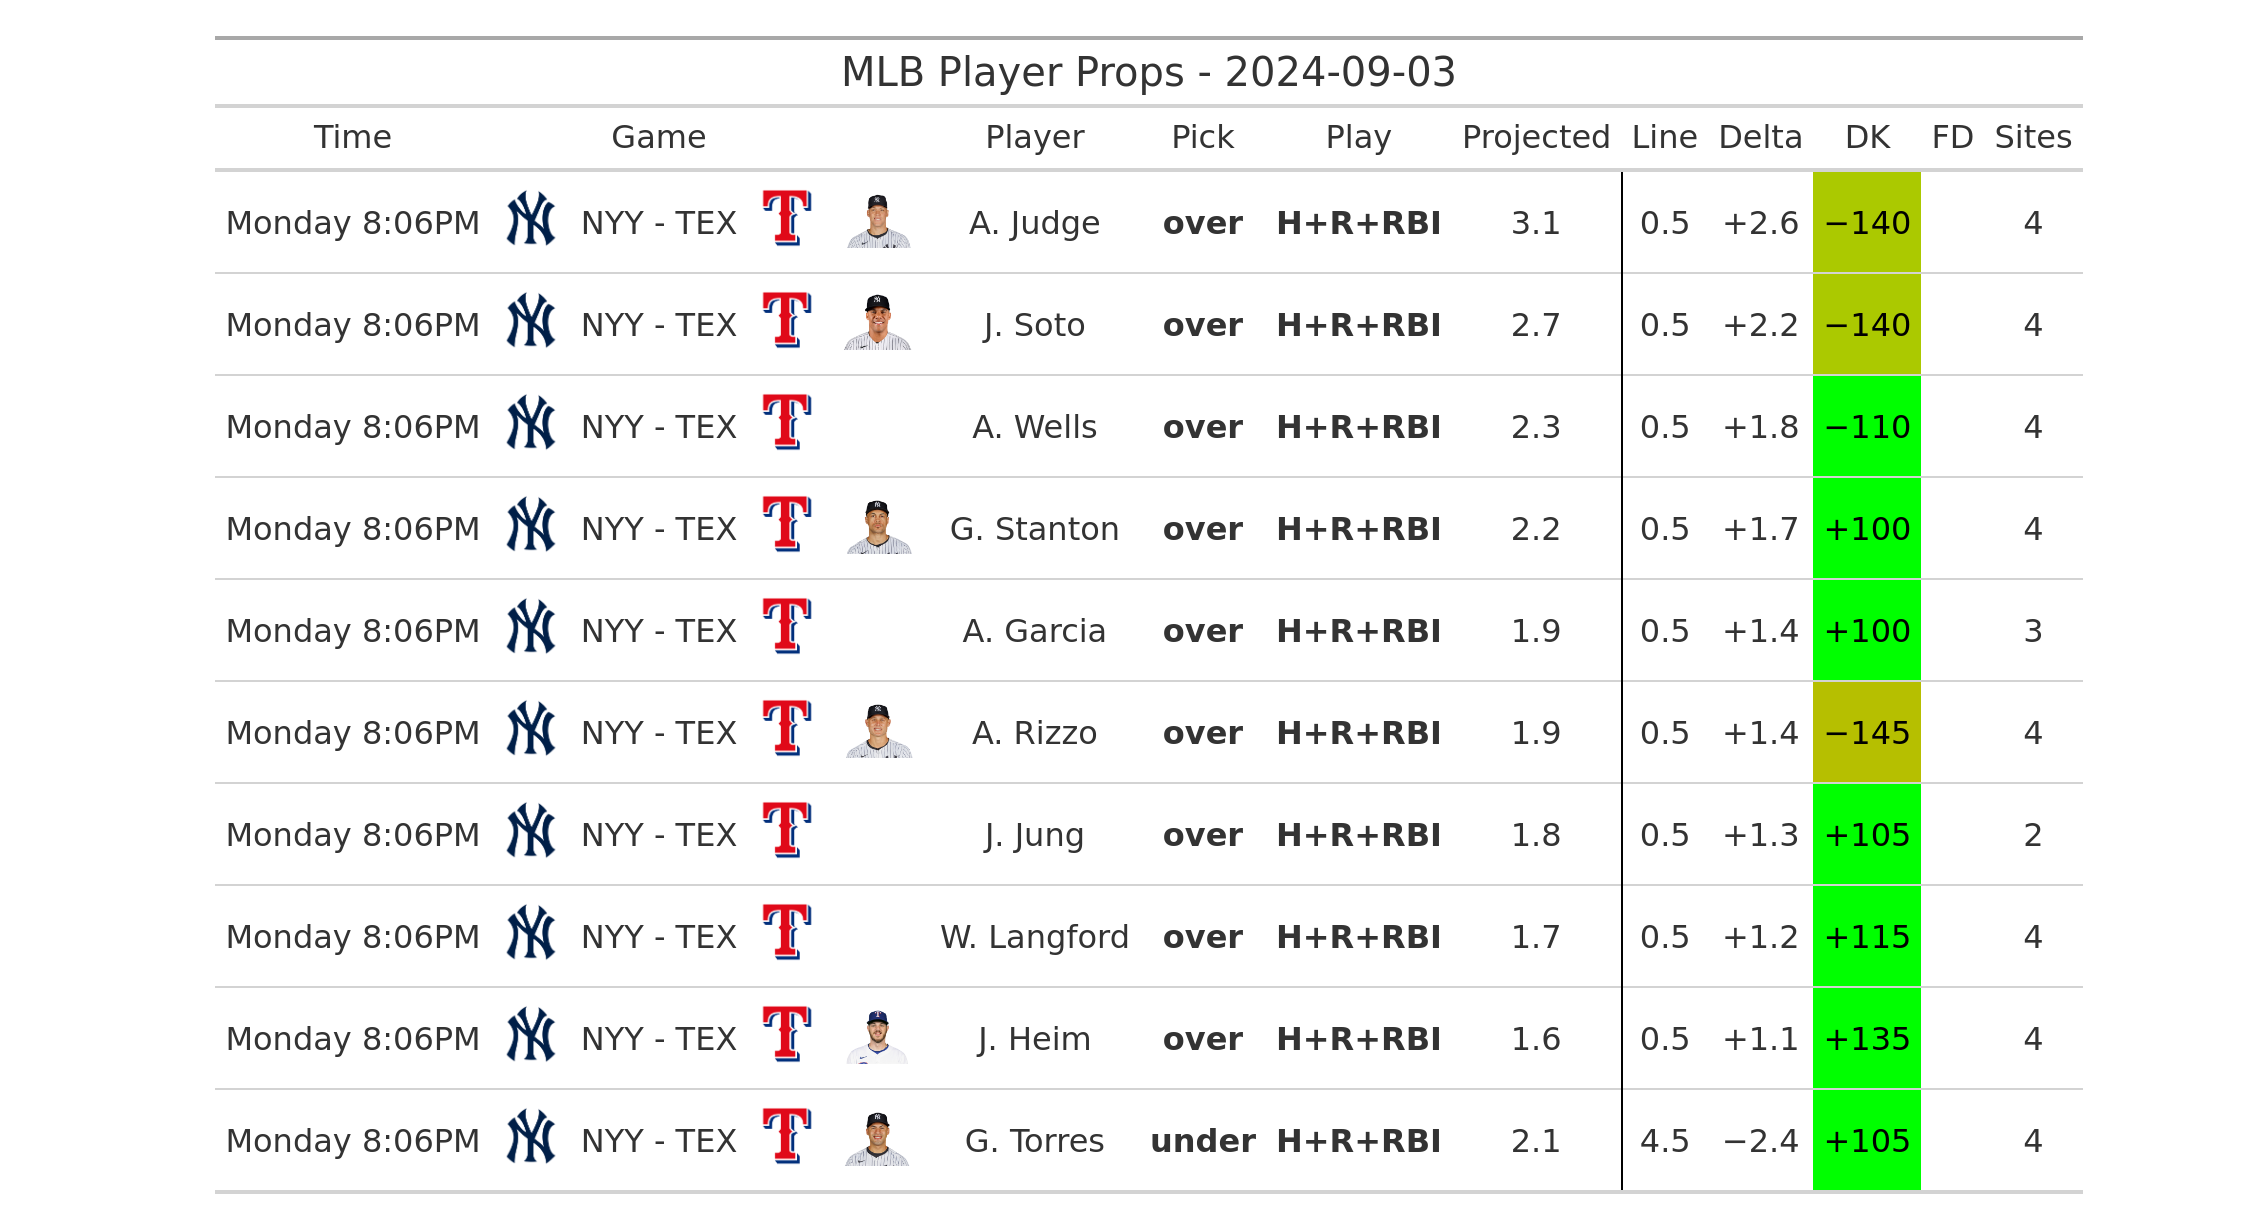 MLB Player Props - 2024-09-03
Time Game Player Pick Play Projected Line Delta DK FD Sites
Monday 8:06PM NYY - TEX A. Judge over H+R+RBI 3.1 0.5 +2.6 −140 4
Monday 8:06PM NYY - TEX J. Soto over H+R+RBI 2.7 0.5 +2.2 −140 4
Monday 8:06PM NYY - TEX A. Wells over H+R+RBI 2.3 0.5 +1.8 −110 4
Monday 8:06PM NYY - TEX G. Stanton over H+R+RBI 2.2 0.5 +1.7 +100 4
Monday 8:06PM NYY - TEX A. Garcia over H+R+RBI 1.9 0.5 +1.4 +100 3
Monday 8:06PM NYY - TEX A. Rizzo over H+R+RBI 1.9 0.5 +1.4 −145 4
Monday 8:06PM NYY - TEX J. Jung over H+R+RBI 1.8 0.5 +1.3 +105 2
Monday 8:06PM NYY - TEX W. Langford over H+R+RBI 1.7 0.5 +1.2 +115 4
Monday 8:06PM NYY - TEX J. Heim over H+R+RBI 1.6 0.5 +1.1 +135 4
Monday 8:06PM NYY - TEX G. Torres under H+R+RBI 2.1 4.5 −2.4 +105 4